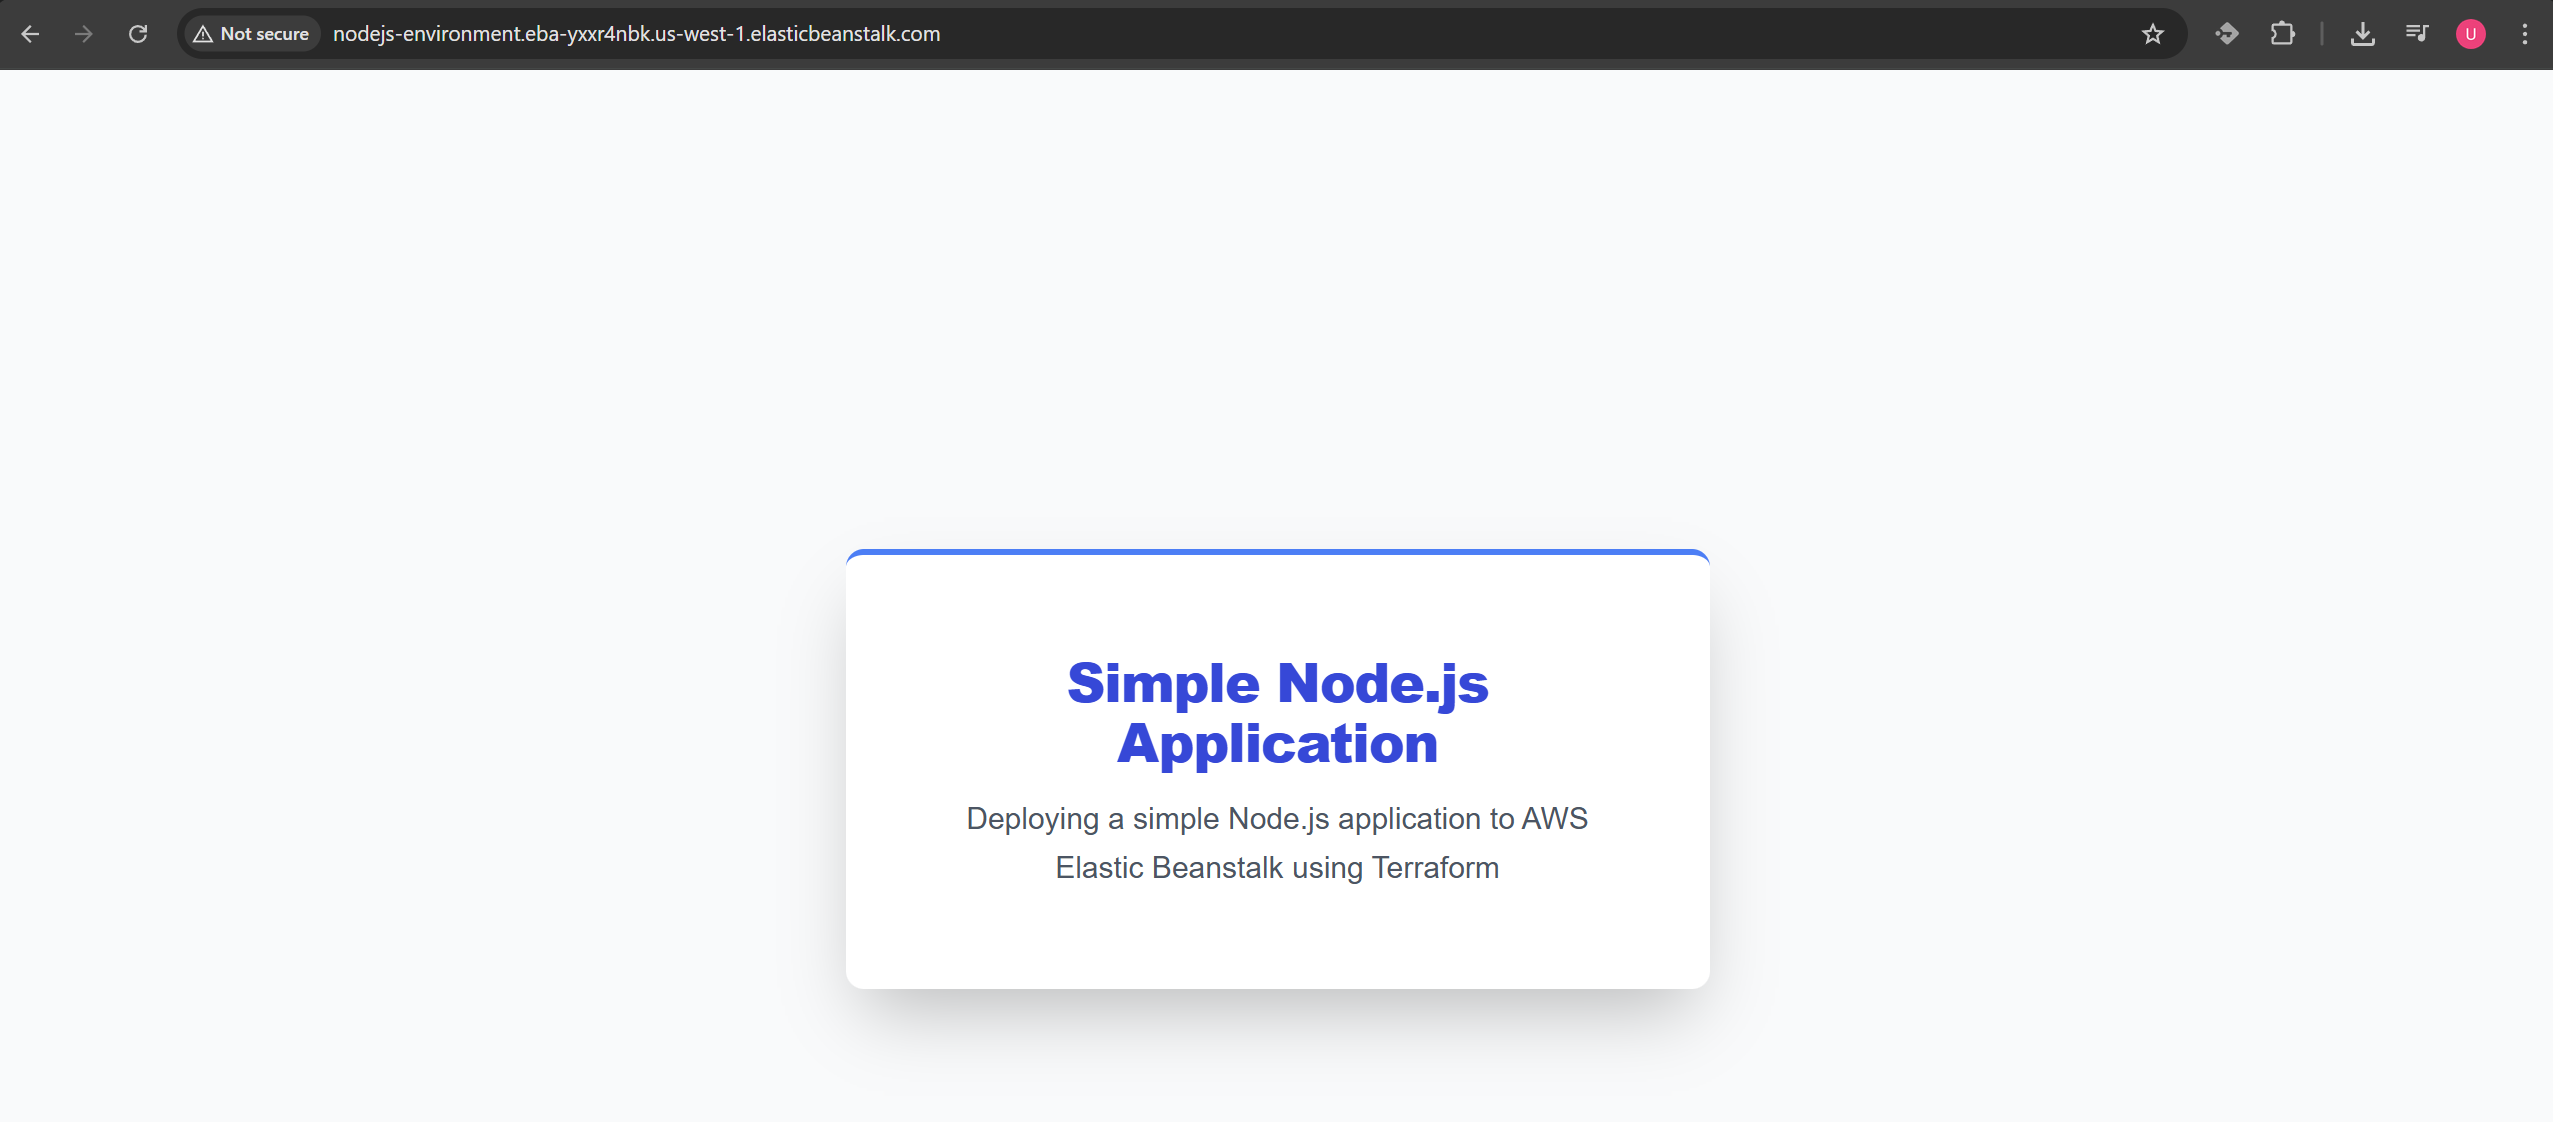 Not secure
nodejs-environment.eba-yxxr4nbk.us-west-1.elasticbeanstalk.com
U
Simple Node.js
Application
Deploying a simple Node.js application to AWS
Elastic Beanstalk using Terraform